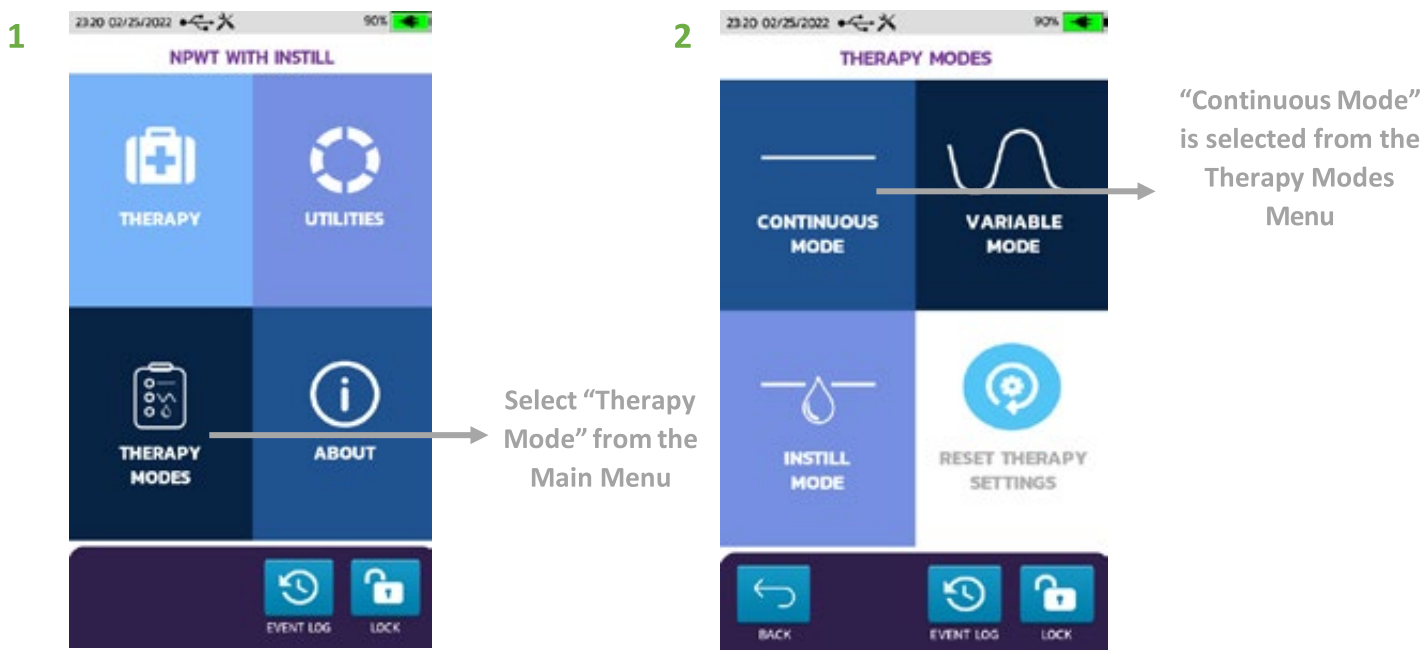 1
23:20 02/25/2022
90%
NPWT WITH INSTILL
THERAPY
UTILITIES
THERAPY
MODES
ABOUT
EVENT LOG
LOCK
Select “Therapy
Mode” from the
Main Menu
2
23:20 02/25/2022
90%
THERAPY MODES
CONTINUOUS
MODE
VARIABLE
MODE
INSTILL
MODE
RESET THERAPY
SETTINGS
BACK
EVENT LOG
LOCK
“Continuous Mode”
is selected from the
Therapy Modes
Menu